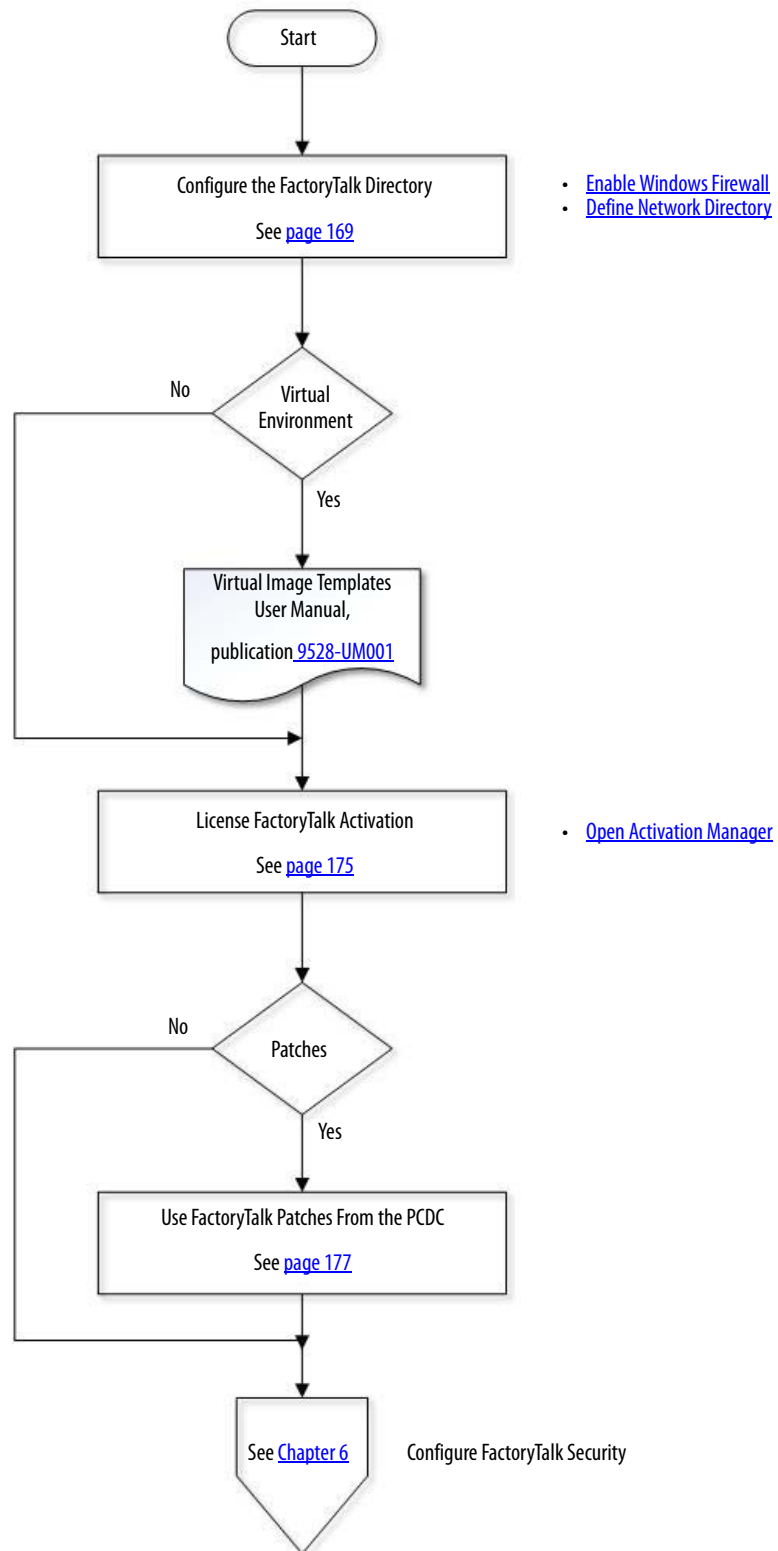 Start
Configure the FactoryTalk Directory
See page 169
• Enable Windows Firewall
• Define Network Directory
No
Virtual
Environment
Yes
Virtual Image Templates
User Manual,
publication 9528-UM001
License FactoryTalk Activation
See page 175
• Open Activation Manager
No
Patches
Yes
Use FactoryTalk Patches From the PCDC
See page 177
See Chapter 6
Configure FactoryTalk Security